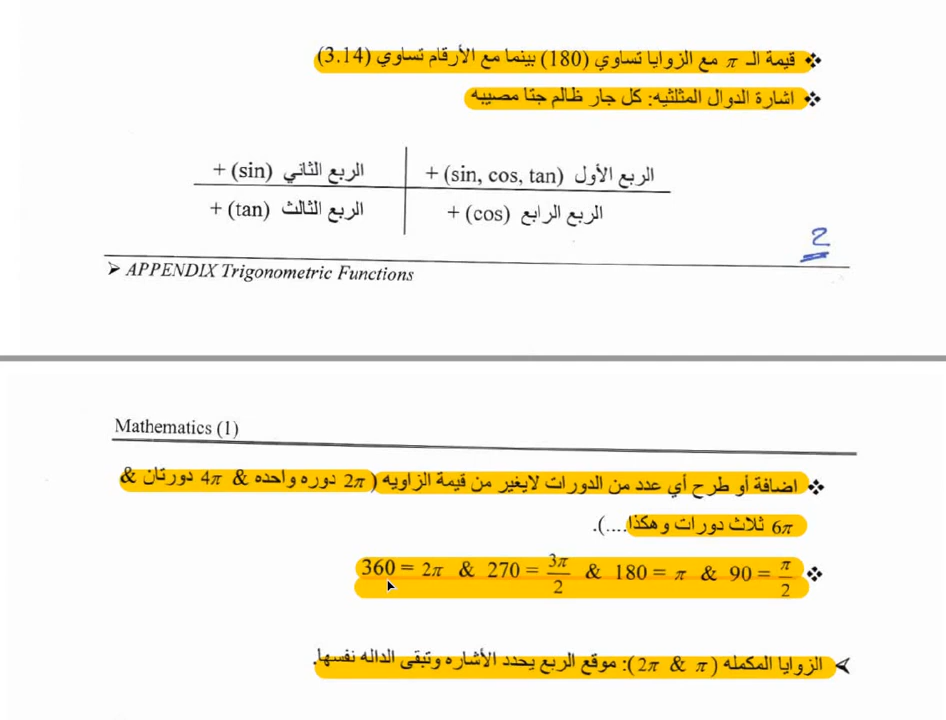 ❖ قيمة الـ π مع الزوايا تساوي (180) بينما مع الأرقام تساوي (3.14)
❖ اشارة الدوال المثلثيه: كل جار ظالم جتا مصيبه
الربع الأول (sin, cos, tan) +
الربع الثاني (sin) +
الربع الرابع (cos) +
الربع الثالث (tan) +
2
➢ APPENDIX Trigonometric Functions
Mathematics (1)
❖ اضافة أو طرح أي عدد من الدورات لايغير من قيمة الزاويه (2π دوره واحده & 4π دورتان &
6π ثلاث دورات وهكذا....).
❖ 360 = 2π & 270 = 3π/2 & 180 = π & 90 = π/2
➢ الزوايا المكمله (2π & π): موقع الربع يحدد الأشاره وتبقى الداله نفسها.